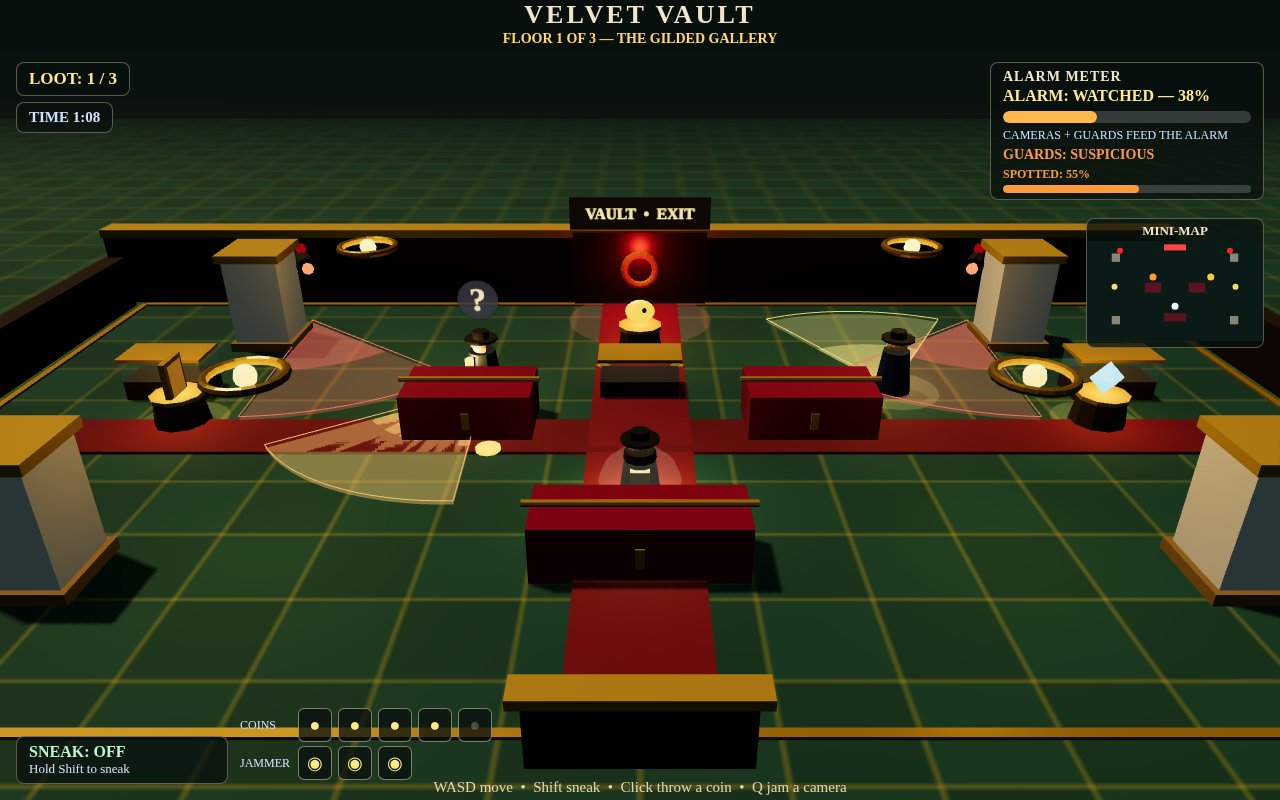 VELVET VAULT
FLOOR 1 OF 3 — THE GILDED GALLERY
LOOT: 1 / 3
TIME 1:08
ALARM METER
ALARM: WATCHED — 38%
CAMERAS + GUARDS FEED THE ALARM
GUARDS: SUSPICIOUS
SPOTTED: 55%
MINI-MAP
VAULT • EXIT
?
COINS
JAMMER
SNEAK: OFF
Hold Shift to sneak
WASD move • Shift sneak • Click throw a coin • Q jam a camera